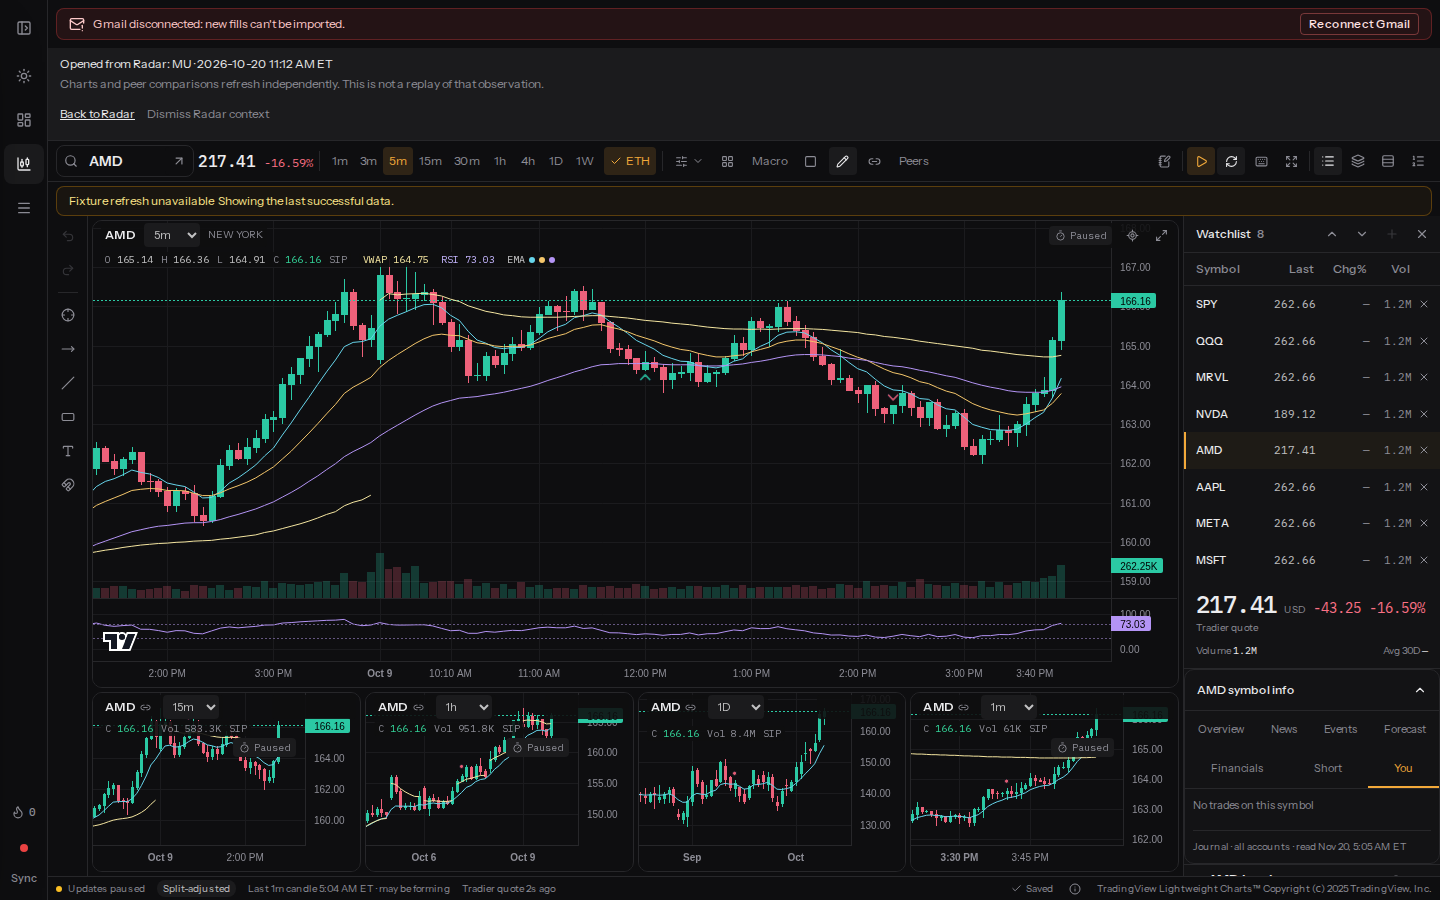 Gmail disconnected: new fills can't be imported.
Reconnect Gmail
Opened from Radar: MU · 2026-10-20 11:12 AM ET
Charts and peer comparisons refresh independently. This is not a replay of that observation.
Back to Radar Dismiss Radar context
AMD 217.41 -16.59% 1m 3m 5m 15m 30m 1h 4h 1D 1W ETH Macro Peers
Fixture refresh unavailable Showing the last successful data.
AMD 5m NEW YORK Paused
O 165.14 H 166.36 L 164.91 C 166.16 SIP VWAP 164.75 RSI 73.03 EMA
167.00
166.16
165.00
164.00
163.00
162.00
161.00
160.00
262.25K
159.00
100.00
73.03
0.00
2:00 PM 3:00 PM Oct 9 10:10 AM 11:00 AM 12:00 PM 1:00 PM 2:00 PM 3:00 PM 3:40 PM
Watchlist 8
Symbol Last Chg% Vol
SPY 262.66 — 1.2M
QQQ 262.66 — 1.2M
MRVL 262.66 — 1.2M
NVDA 189.12 — 1.2M
AMD 217.41 — 1.2M
AAPL 262.66 — 1.2M
META 262.66 — 1.2M
MSFT 262.66 — 1.2M
217.41 USD -43.25 -16.59%
Tradier quote
Volume 1.2M Avg 30D —
AMD symbol info
Overview News Events Forecast
Financials Short You
No trades on this symbol
Journal · all accounts · read Nov 20, 5:05 AM ET
AMD 15m
C 166.16 Vol 583.3K SIP
Paused
166.16
164.00
162.00
160.00
Oct 9 2:00 PM
AMD 1h
C 166.16 Vol 951.8K SIP
Paused
160.00
155.00
150.00
Oct 6 Oct 9
AMD 1D
C 166.16 Vol 8.4M SIP
160.00
150.00
140.00
130.00
Sep Oct
AMD 1m
C 166.16 Vol 61K SIP
Paused
165.00
164.00
163.00
162.00
3:30 PM 3:45 PM
0
Sync
Updates paused Split-adjusted Last 1m candle 5:04 AM ET · may be forming Tradier quote 2s ago
Saved TradingView Lightweight Charts™ Copyright (c) 2025 TradingView, Inc.